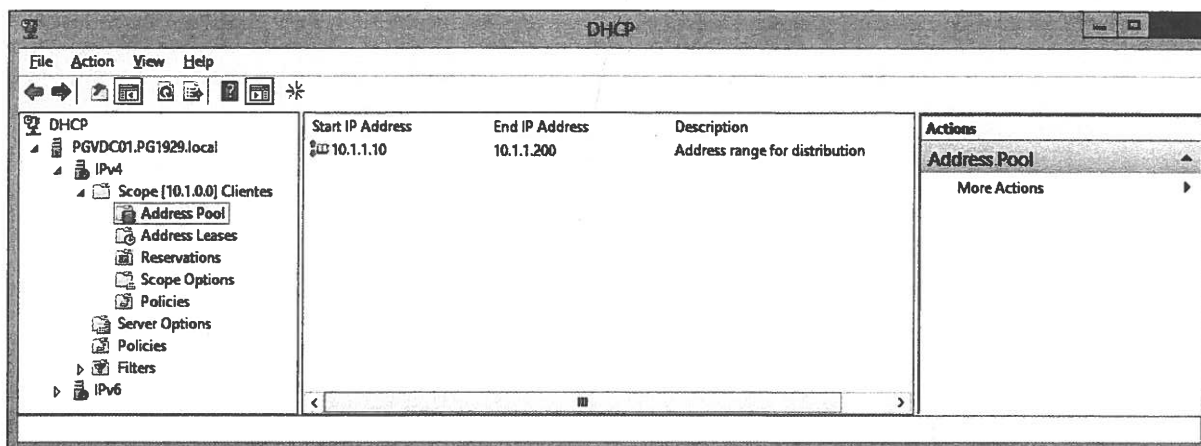 DHCP
File Action View Help
DHCP
PGVDC01.PG1929.local
IPv4
Scope [10.1.0.0] Clientes
Address Pool
Address Leases
Reservations
Scope Options
Policies
Server Options
Policies
Filters
IPv6
Start IP Address End IP Address Description
10.1.1.10 10.1.1.200 Address range for distribution
Actions
Address Pool
More Actions